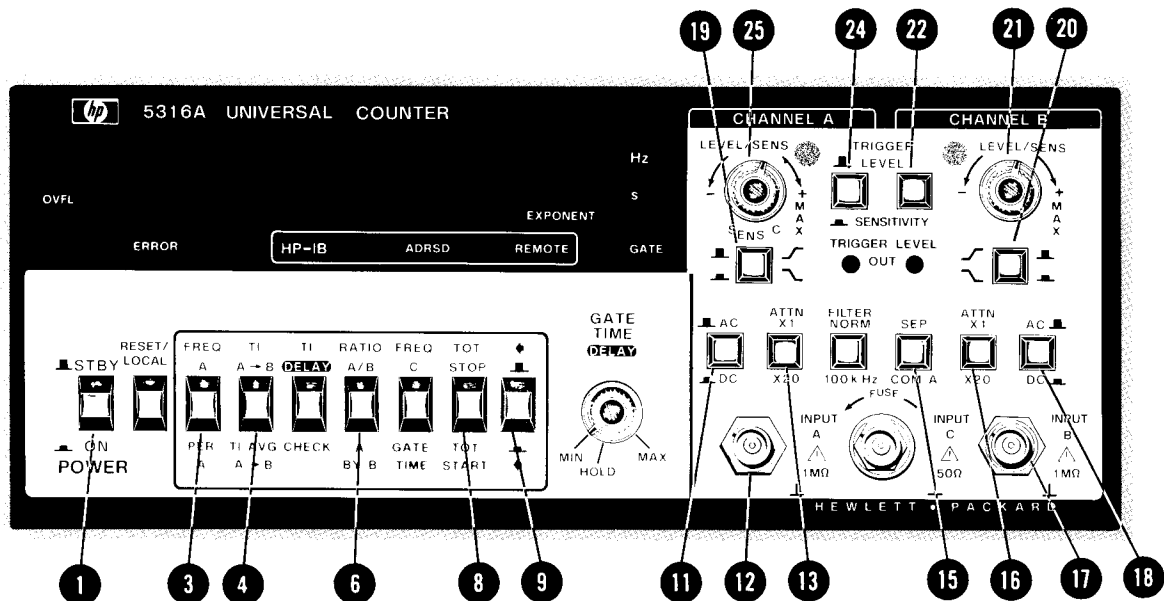 19 25 24 22 21 20
hp 5316A UNIVERSAL COUNTER
CHANNEL A CHANNEL B
LEVEL/SENS TRIGGER LEVEL LEVEL/SENS
Hz
OVFL
S
- + MAX
- + MAX
EXPONENT
SENS C
SENSITIVITY
ERROR HP-IB ADRSD REMOTE GATE
TRIGGER LEVEL
OUT
GATE
TIME
DELAY
AC ATTN X1 FILTER NORM SEP ATTN X1 AC
DC X20 100kHz COM A X20 DC
STBY RESET/LOCAL FREQ A TI A→B TI DELAY RATIO A/B FREQ C TOT STOP
ON PER A TI AVG A→B CHECK A BY B GATE TIME TOT START
POWER
MIN HOLD MAX
FUSE
INPUT A 1MΩ
INPUT C 50Ω
INPUT B 1MΩ
HEWLETT • PACKARD
1 3 4 6 8 9 11 12 13 15 16 17 18